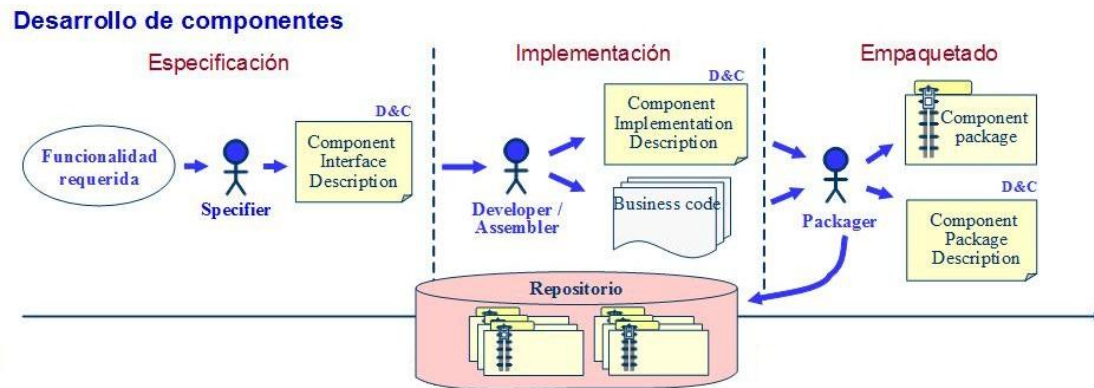 Desarrollo de componentes
Especificación
Implementación
Empaquetado
Funcionalidad
requerida
Specifier
D&C
Component
Interface
Description
Developer /
Assembler
D&C
Component
Implementation
Description
Business code
Packager
Component
package
D&C
Component
Package
Description
Repositorio